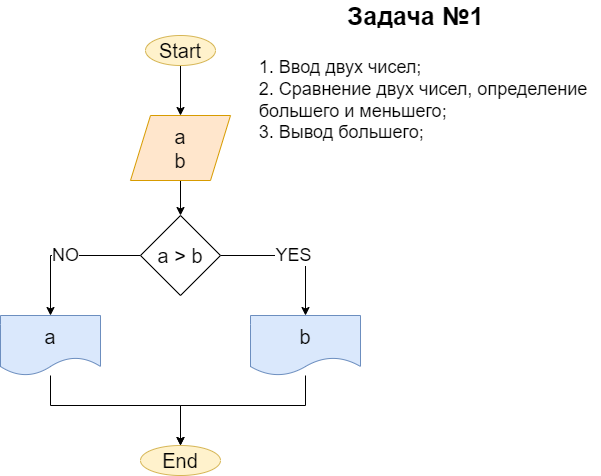 Задача №1
Start
1. Ввод двух чисел;
2. Сравнение двух чисел, определение
большего и меньшего;
3. Вывод большего;
a
b
a > b
NO
YES
a
b
End